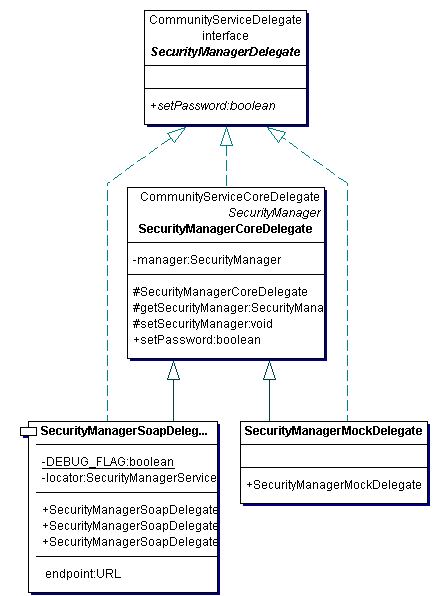 CommunityServiceDelegate
interface
SecurityManagerDelegate
+setPassword:boolean
CommunityServiceCoreDelegate
SecurityManager
SecurityManagerCoreDelegate
-manager:SecurityManager
#SecurityManagerCoreDelegate
#getSecurityManager:SecurityMana
#setSecurityManager:void
+setPassword:boolean
SecurityManagerSoapDeleg...
-DEBUG_FLAG:boolean
-locator:SecurityManagerService
+SecurityManagerSoapDelegate
+SecurityManagerSoapDelegate
+SecurityManagerSoapDelegate
endpoint:URL
SecurityManagerMockDelegate
+SecurityManagerMockDelegate